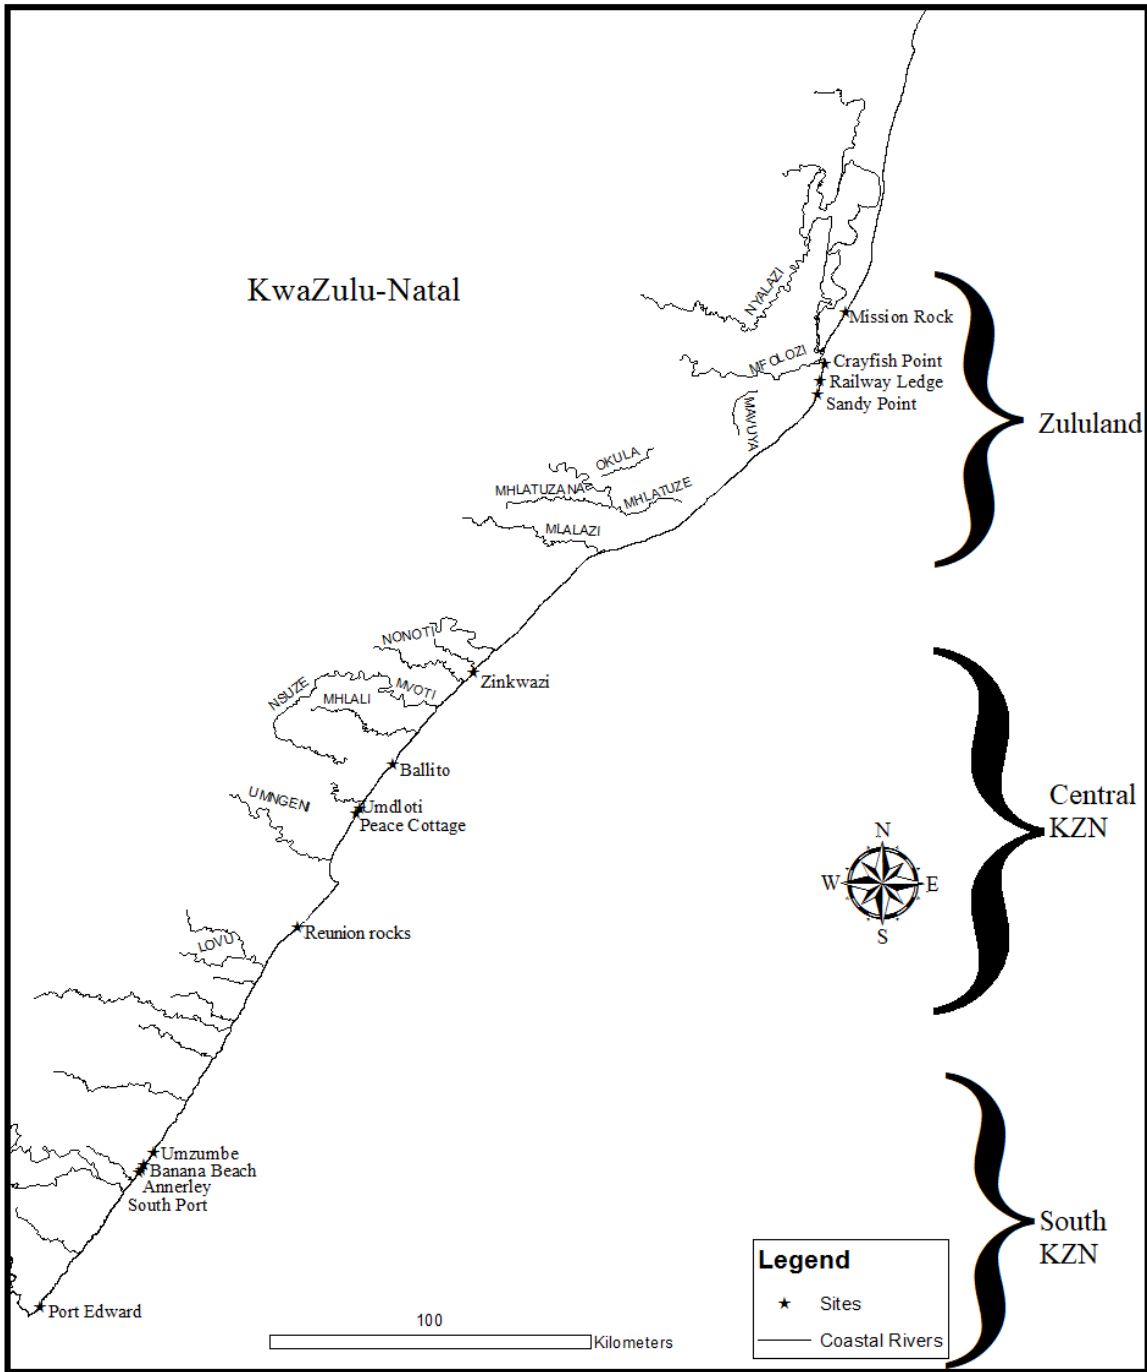 KwaZulu-Natal
NYALAZI
Mission Rock
MFOLOZI
Crayfish Point
Railway Ledge
Sandy Point
MAVUYA
Zululand
OKULA
MHLATUZANA
MHLATUZE
MLALAZI
NONOTI
Zinkwazi
NSUZE
MVOTI
MHLALI
Ballito
UMNGENI
Umdloti
Peace Cottage
Central
KZN
N
W
E
S
Reunion rocks
LOVU
Umzumbe
Banana Beach
Annerley
South Port
South
KZN
Port Edward
Legend
Sites
Coastal Rivers
100
Kilometers